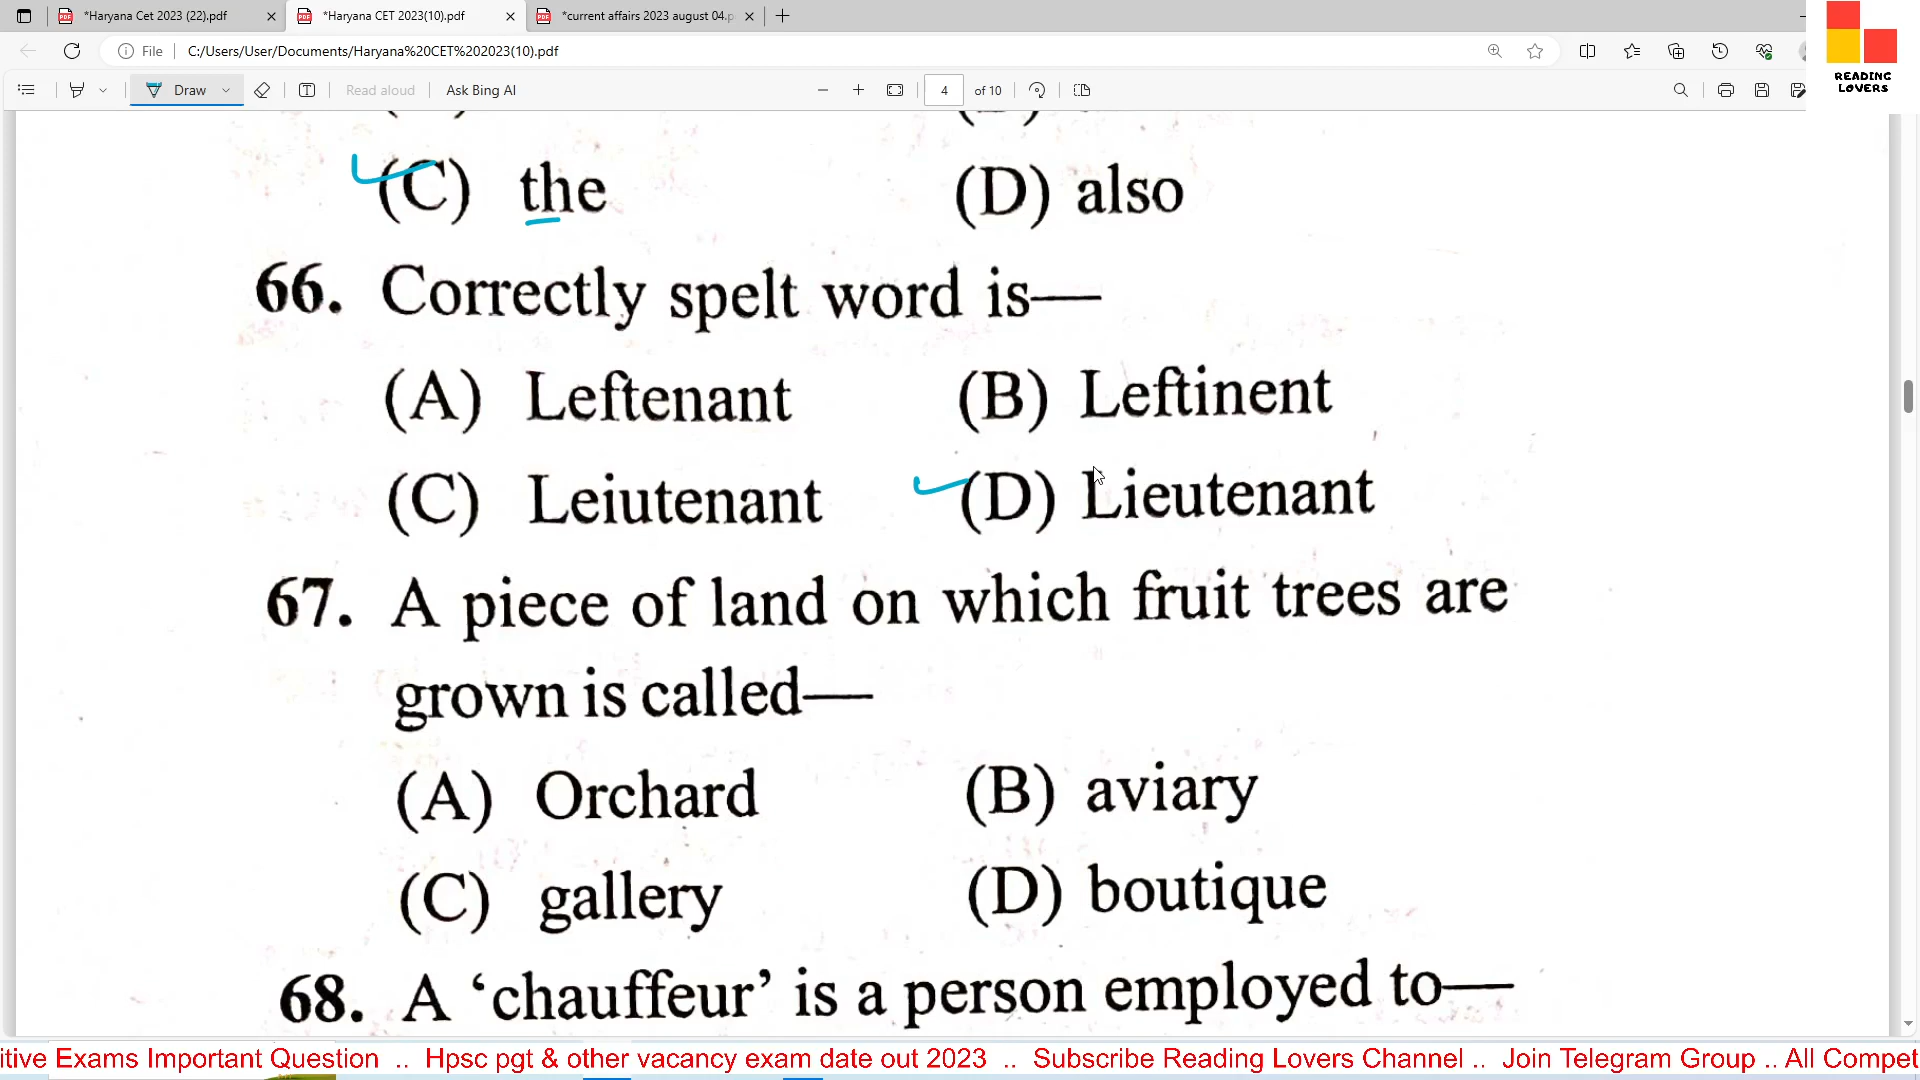 *Haryana Cet 2023 (22).pdf
*Haryana CET 2023(10).pdf
*current affairs 2023 august 04.p
File
C:/Users/User/Documents/Haryana%20CET%202023(10).pdf
READING
LOVERS
Draw
Read aloud
Ask Bing AI
4
of 10
(C) the (D) also
66. Correctly spelt word is—
(A) Leftenant (B) Leftinent
(C) Leiutenant (D) Lieutenant
67. A piece of land on which fruit trees are
grown is called—
(A) Orchard (B) aviary
(C) gallery (D) boutique
68. A ‘chauffeur’ is a person employed to—
itive Exams Important Question .. Hpsc pgt & other vacancy exam date out 2023 .. Subscribe Reading Lovers Channel .. Join Telegram Group .. All Compet